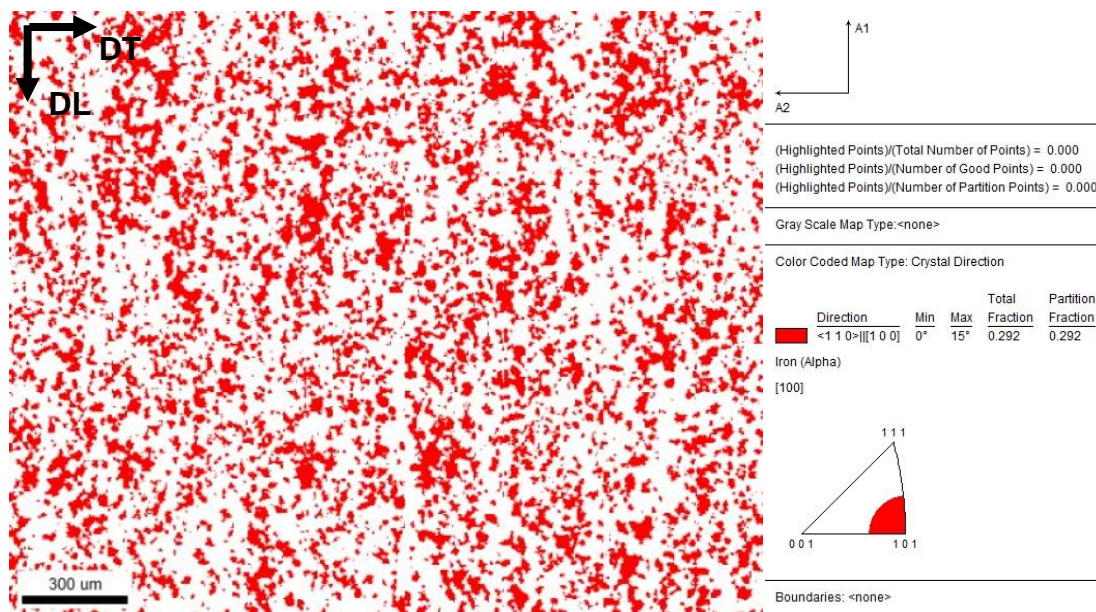 DT
DL
300 um
A1
A2
(Highlighted Points)/(Total Number of Points) = 0.000
(Highlighted Points)/(Number of Good Points) = 0.000
(Highlighted Points)/(Number of Partition Points) = 0.000
Gray Scale Map Type:<none>
Color Coded Map Type: Crystal Direction
Total Partition
Direction Min Max Fraction Fraction
<1 1 0>||[1 0 0] 0° 15° 0.292 0.292
Iron (Alpha)
[100]
1 1 1
0 0 1 1 0 1
Boundaries: <none>